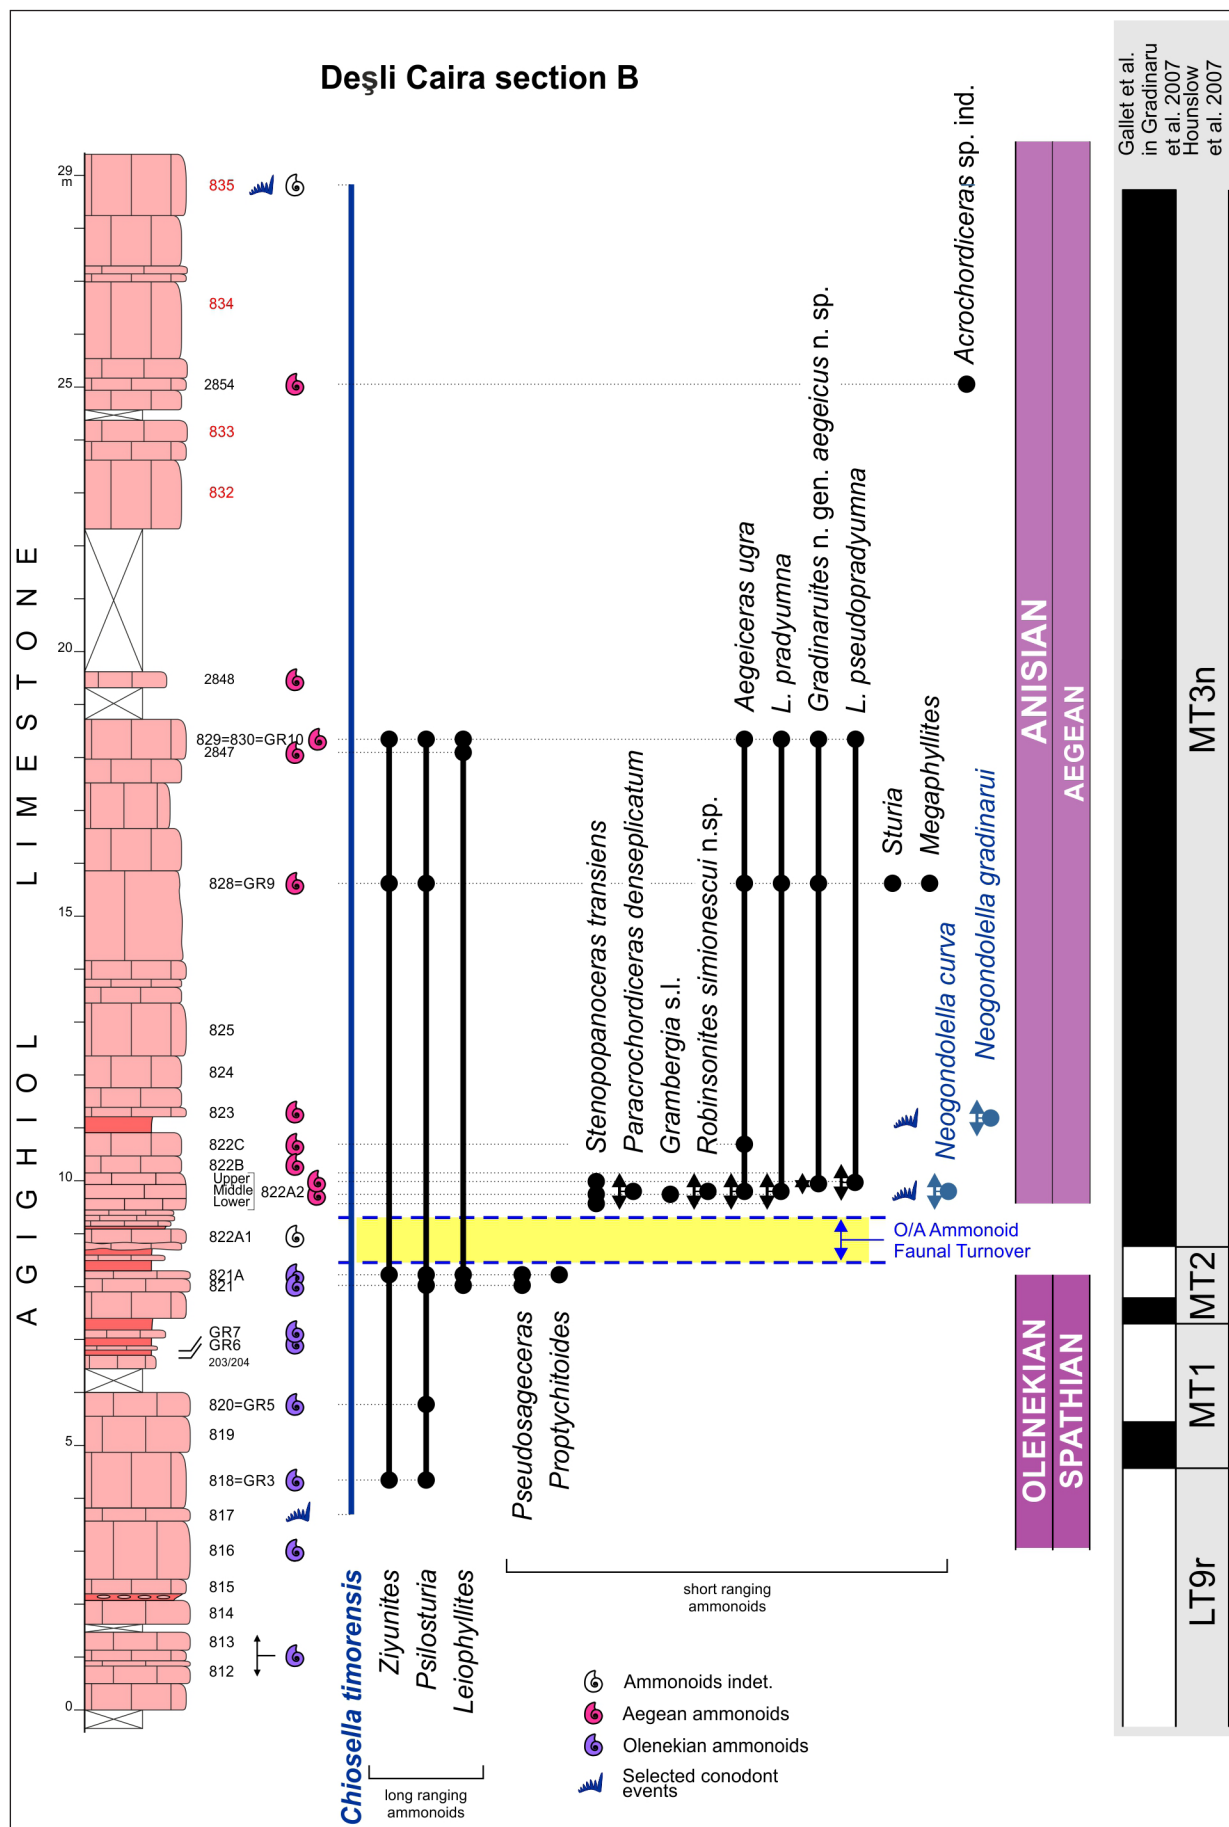 Deşli Caira section B
Gallet et al.
in Gradinaru
et al. 2007
Hounslow
et al. 2007
AGIGHIOL LIMESTONE
29
m
25
20
15
10
5
0
835
834
2854
833
832
2848
829=830=GR10
2847
828=GR9
825
824
823
822C
822B
Upper
Middle
Lower
822A2
822A1
821A
821
GR7
GR6
203/204
820=GR5
819
818=GR3
817
816
815
814
813
812
Acrochordiceras sp. ind.
Aegeiceras ugra
L. pradyumna
Gradinaruites n. gen. aegeicus n. sp.
L. pseudopradyumna
Stenopopanoceras transiens
Paracrochordiceras denseplicatum
Grambergia s.l.
Robinsonites simionescui n.sp.
Sturia
Megaphyllites
Neogondolella curva
Neogondolella gradinarui
O/A Ammonoid
Faunal Turnover
Pseudosageceras
Proptychitoides
Chiosella timorensis
Ziyunites
Psilosturia
Leiophyllites
short ranging
ammonoids
long ranging
ammonoids
Ammonoids indet.
Aegean ammonoids
Olenekian ammonoids
Selected conodont
events
ANISIAN
AEGEAN
OLENEKIAN
SPATHIAN
MT3n
MT2
MT1
LT9r